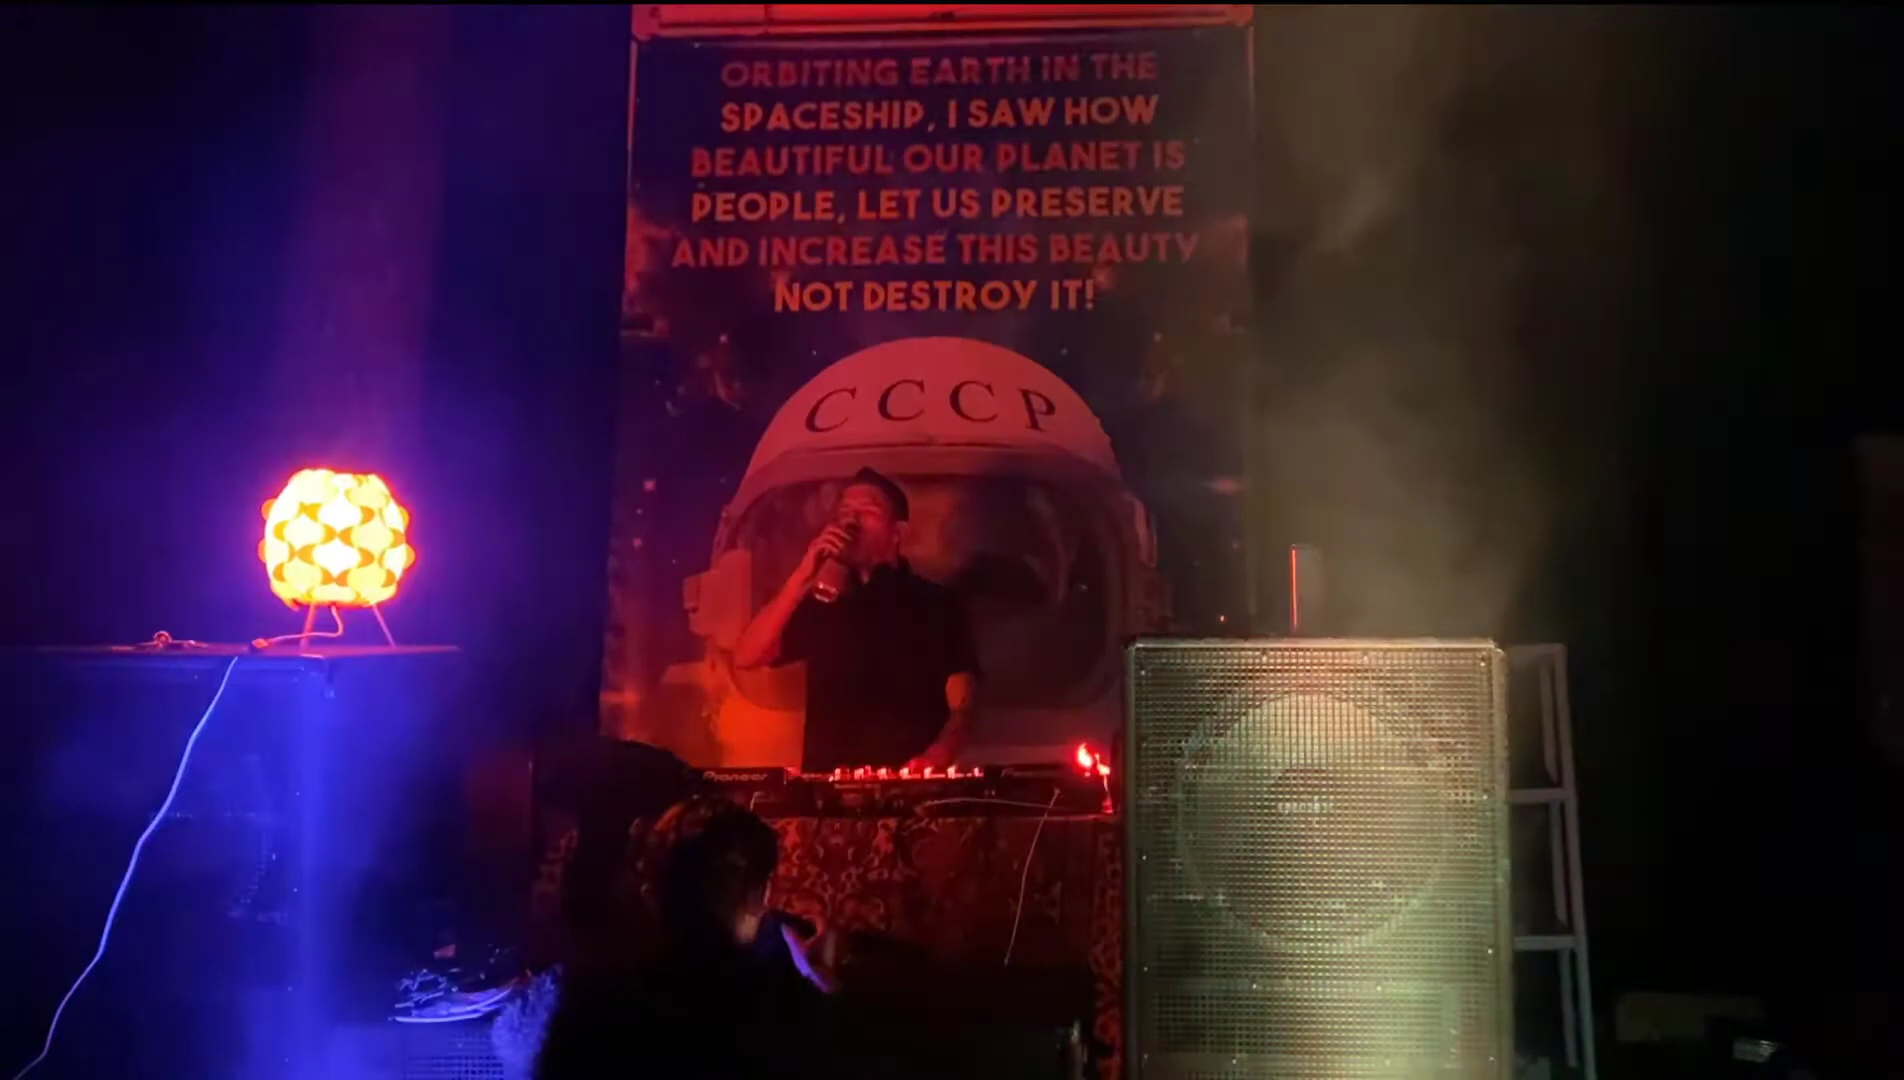 ORBITING EARTH IN THE
SPACESHIP, I SAW HOW
BEAUTIFUL OUR PLANET IS
PEOPLE, LET US PRESERVE
AND INCREASE THIS BEAUTY
NOT DESTROY IT!
СССР
Pioneer